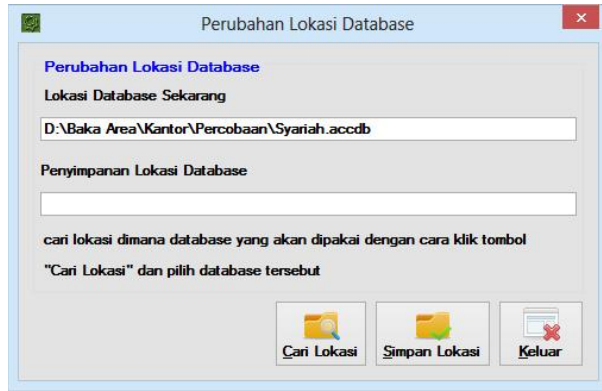 Perubahan Lokasi Database
Perubahan Lokasi Database
Lokasi Database Sekarang
D:\Baka Area\Kantor\Percobaan\Syariah.accdb
Penyimpanan Lokasi Database
cari lokasi dimana database yang akan dipakai dengan cara klik tombol
"Cari Lokasi" dan pilih database tersebut
Cari Lokasi
Simpan Lokasi
Keluar